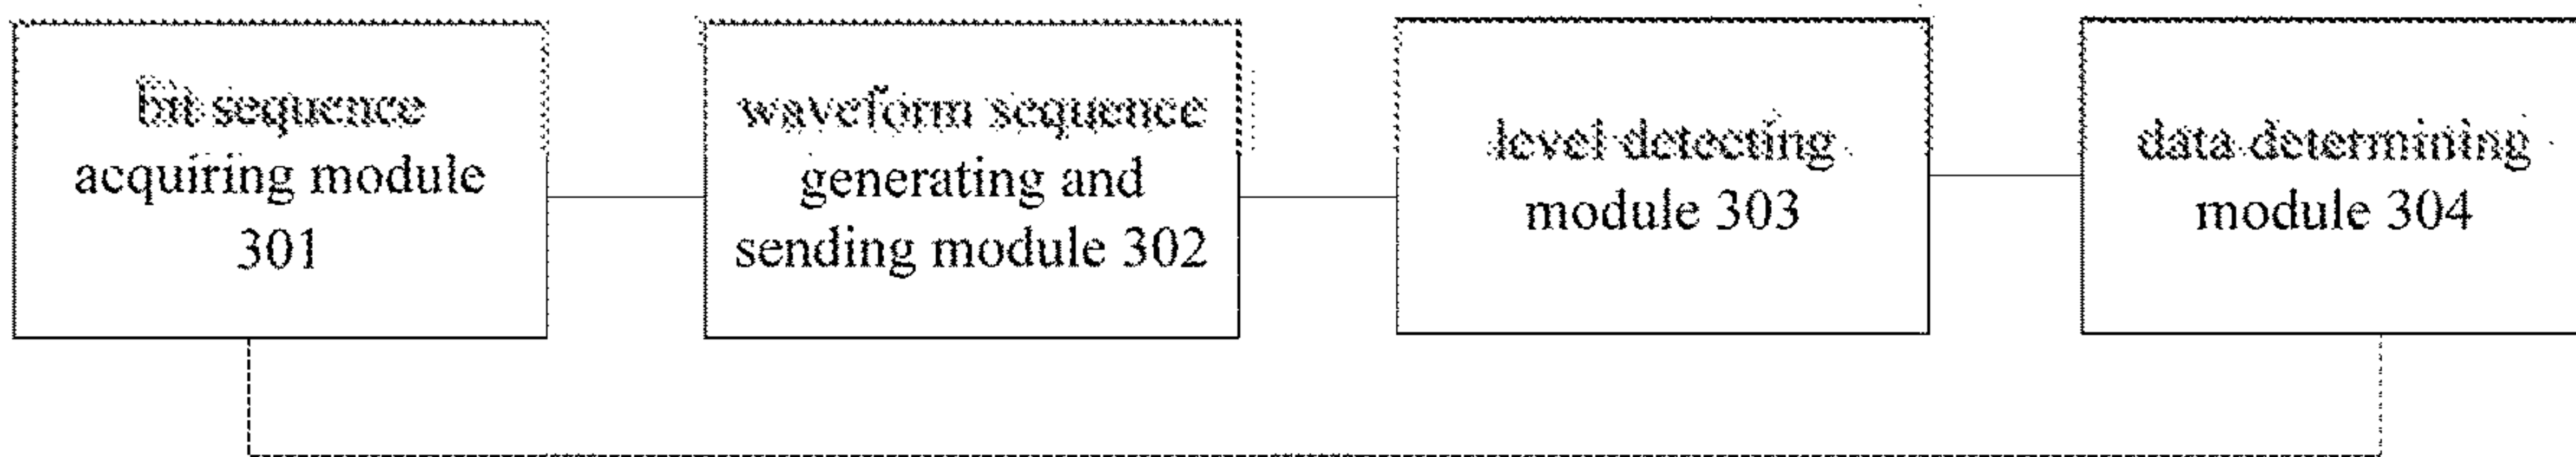 bit sequence
acquiring module
301
waveform sequence
generating and
sending module 302
level detecting
module 303
data determining
module 304